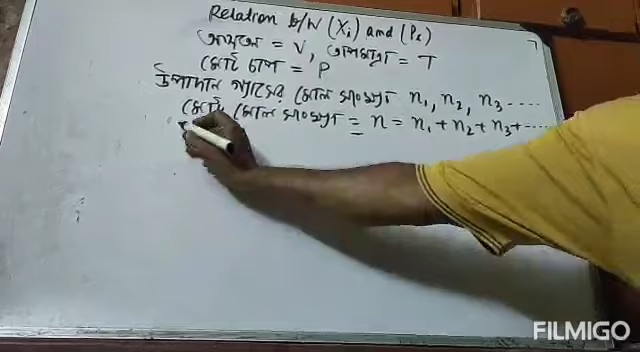 Relation b/W (Xi) and (Pi)
আয়তন = V, তাপমাত্রা = T
মোট চাপ = P
উপাদান গ্যাসের মোল সংখ্যা n₁, n₂, n₃ ....
মোট মোল সংখ্যা = n = n₁ + n₂ + n₃ + ....
FILMIGO